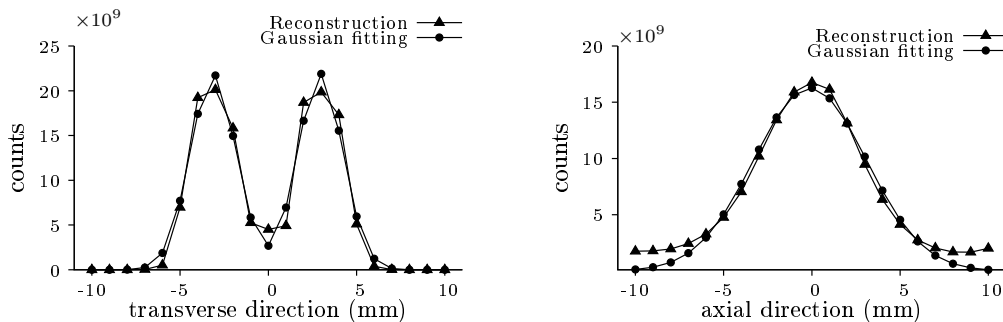 ×10⁹
Reconstruction
Gaussian fitting
25
20
15
10
5
0
counts
-10 -5 0 5 10
transverse direction (mm)
×10⁹
Reconstruction
Gaussian fitting
20
15
10
5
counts
-10 -5 0 5 10
axial direction (mm)